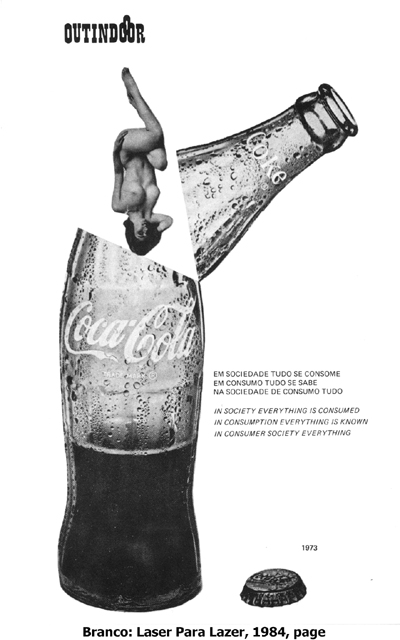 OUTINDOOR
Coke
Coca-Cola
EM SOCIEDADE TUDO SE CONSOME
EM CONSUMO TUDO SE SABE
NA SOCIEDADE DE CONSUMO TUDO
IN SOCIETY EVERYTHING IS CONSUMED
IN CONSUMPTION EVERYTHING IS KNOWN
IN CONSUMER SOCIETY EVERYTHING
1973
Branco: Laser Para Lazer, 1984, page